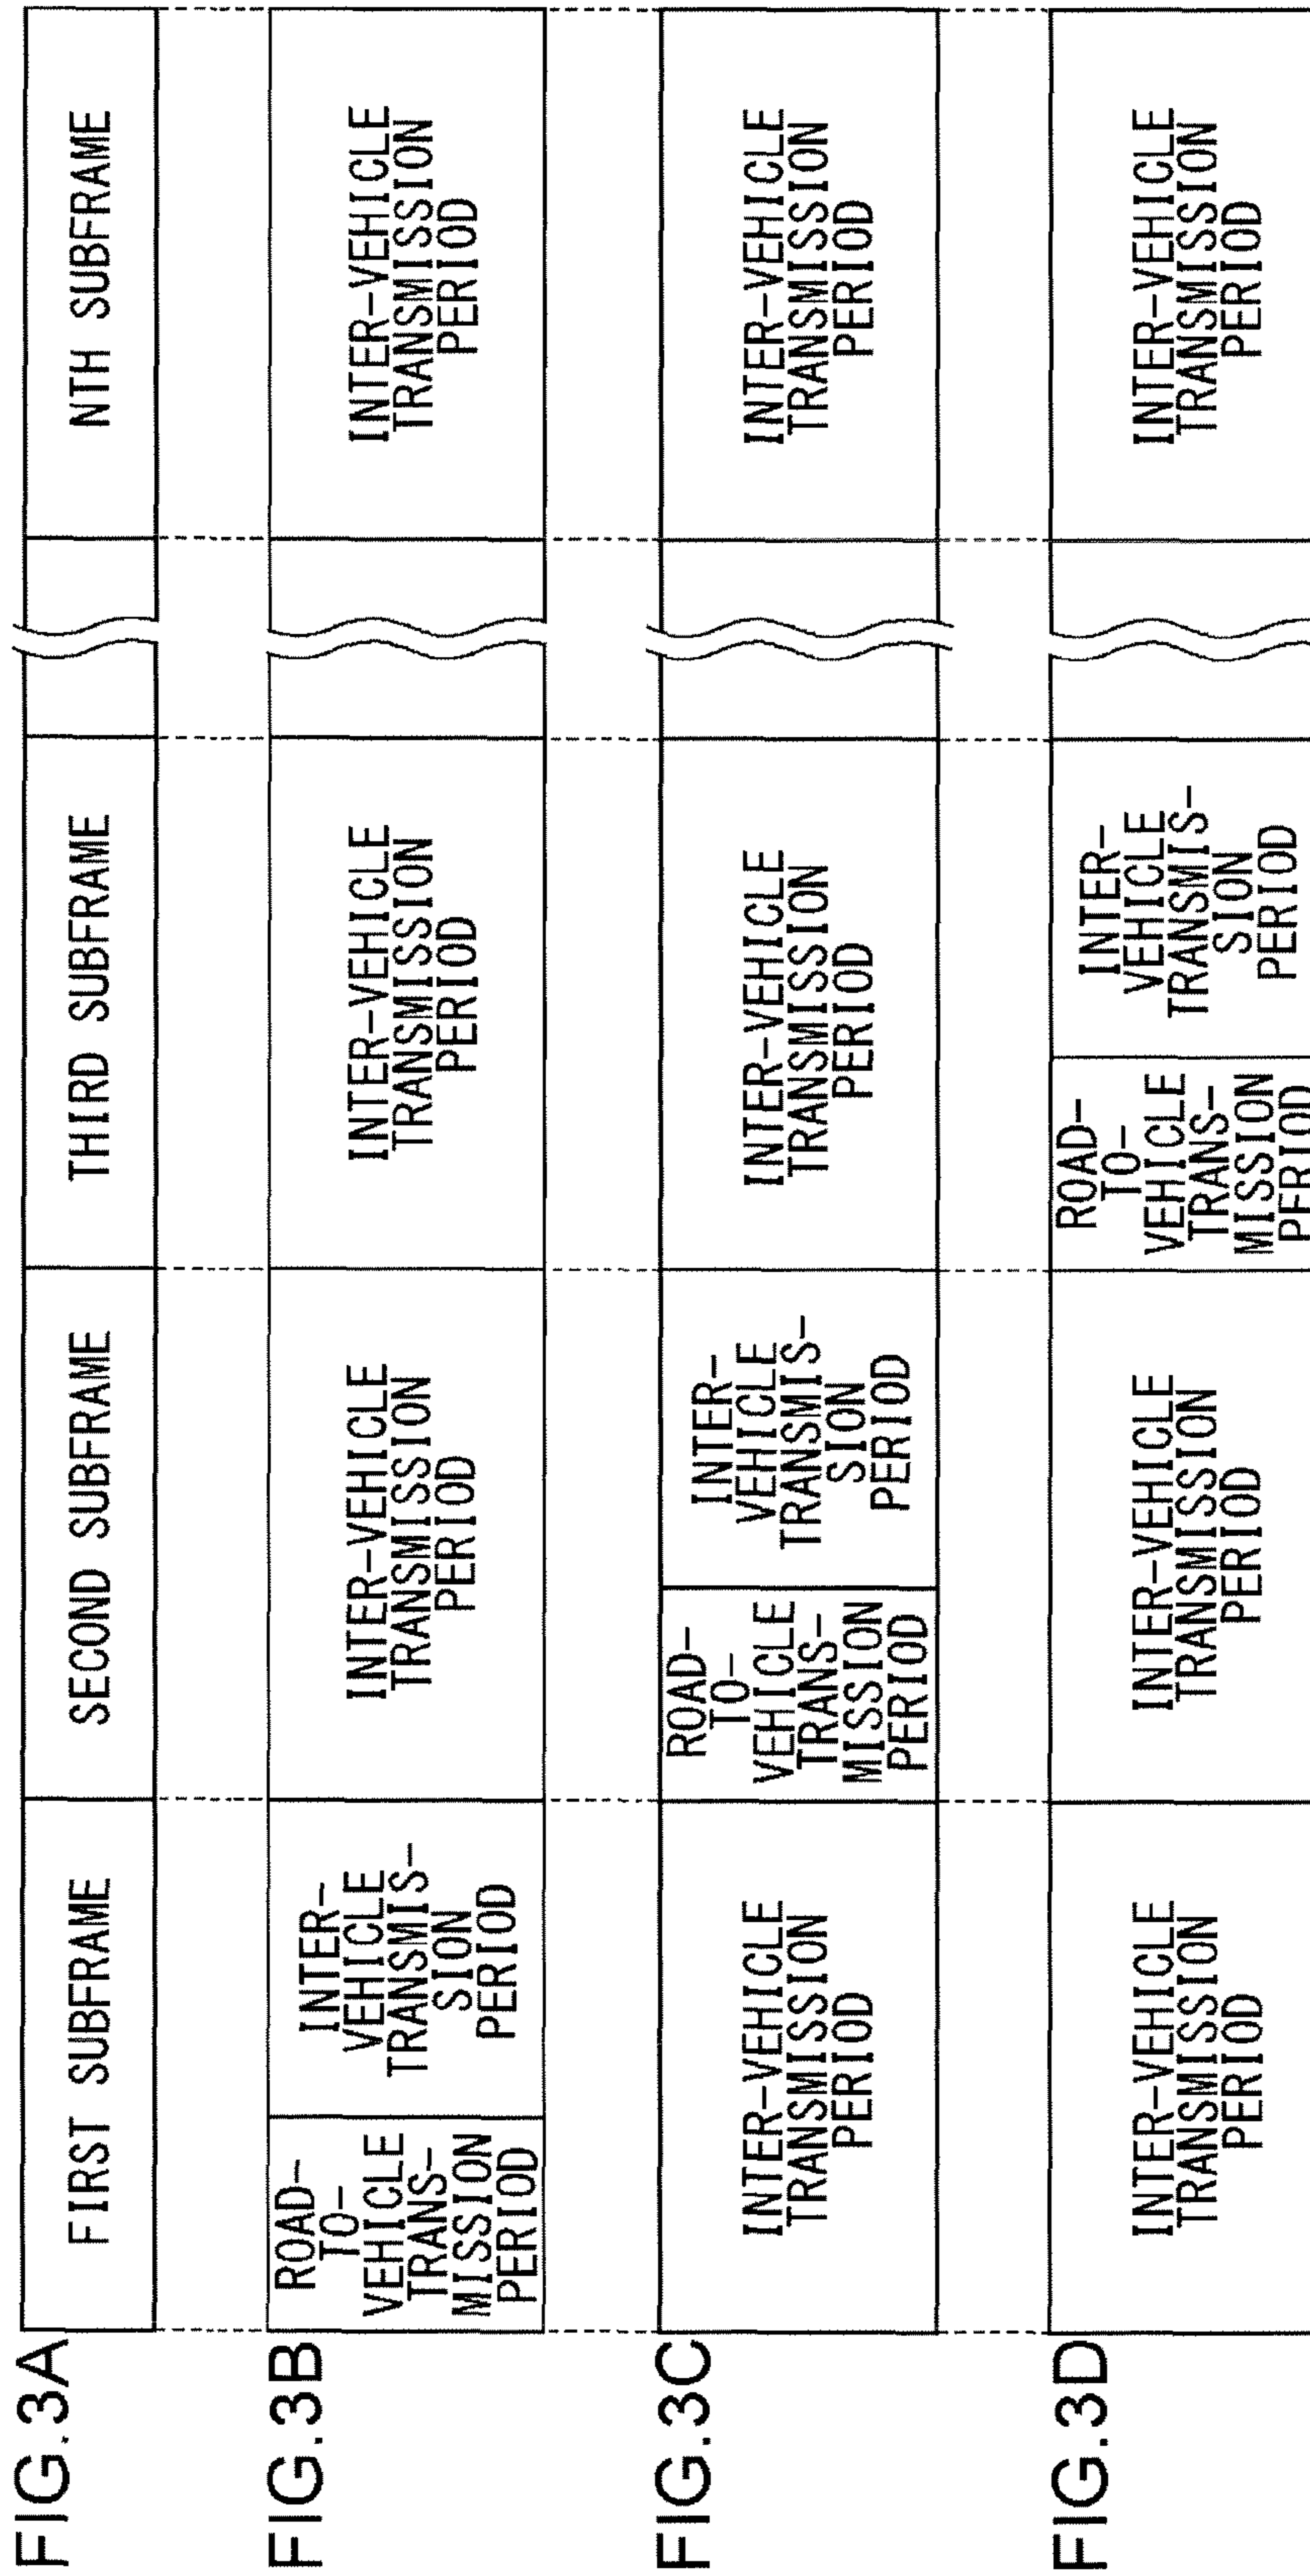 FIG.3A
FIRST SUBFRAME
SECOND SUBFRAME
THIRD SUBFRAME
NTH SUBFRAME
FIG.3B
ROAD-
TO-
VEHICLE
TRANS-
MISSION
PERIOD
INTER-
VEHICLE
TRANSMIS-
SION
PERIOD
INTER-VEHICLE
TRANSMISSION
PERIOD
INTER-VEHICLE
TRANSMISSION
PERIOD
INTER-VEHICLE
TRANSMISSION
PERIOD
FIG.3C
INTER-VEHICLE
TRANSMISSION
PERIOD
ROAD-
TO-
VEHICLE
TRANS-
MISSION
PERIOD
INTER-
VEHICLE
TRANSMIS-
SION
PERIOD
INTER-VEHICLE
TRANSMISSION
PERIOD
INTER-VEHICLE
TRANSMISSION
PERIOD
FIG.3D
INTER-VEHICLE
TRANSMISSION
PERIOD
INTER-VEHICLE
TRANSMISSION
PERIOD
ROAD-
TO-
VEHICLE
TRANS-
MISSION
PERIOD
INTER-
VEHICLE
TRANSMIS-
SION
PERIOD
INTER-VEHICLE
TRANSMISSION
PERIOD